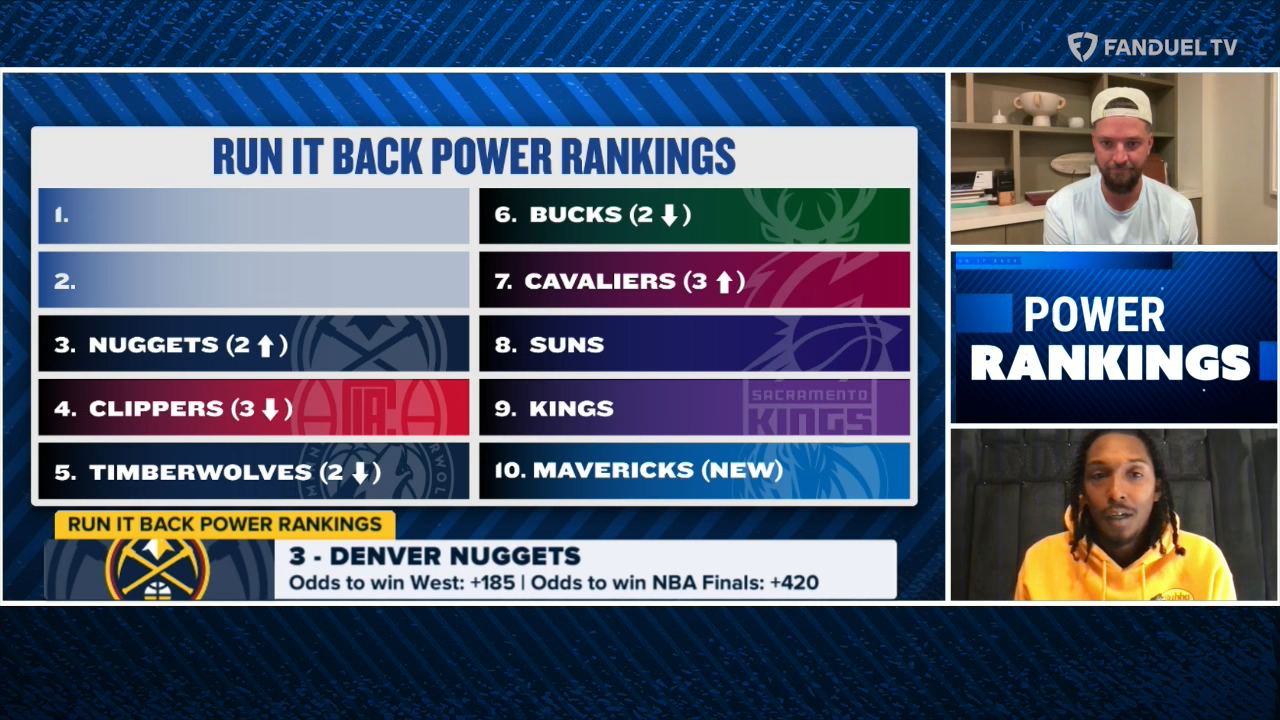 FANDUEL TV
RUN IT BACK POWER RANKINGS
1.
2.
3. NUGGETS (2 ↑)
4. CLIPPERS (3 ↓)
5. TIMBERWOLVES (2 ↓)
6. BUCKS (2 ↓)
7. CAVALIERS (3 ↑)
8. SUNS
9. KINGS
SACRAMENTO
KINGS
10. MAVERICKS (NEW)
RUN IT BACK POWER RANKINGS
3 - DENVER NUGGETS
Odds to win West: +185 | Odds to win NBA Finals: +420
POWER
RANKINGS